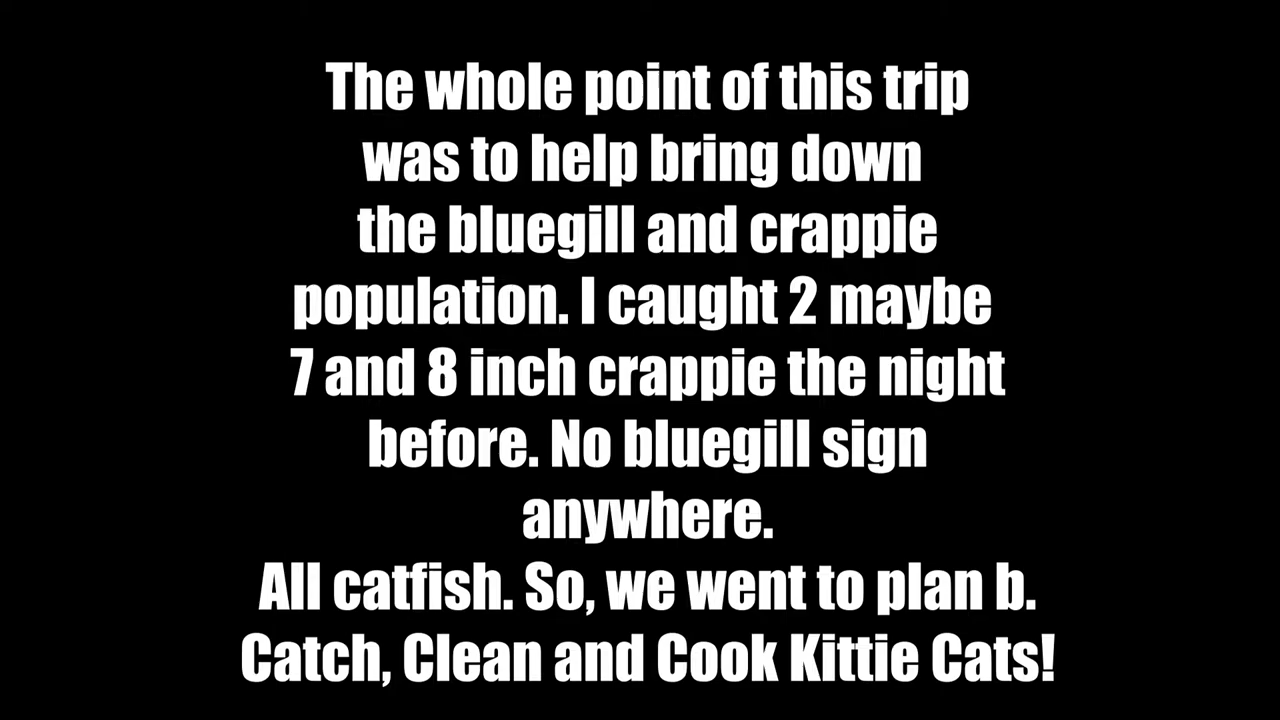 The whole point of this trip
was to help bring down
the bluegill and crappie
population. I caught 2 maybe
7 and 8 inch crappie the night
before. No bluegill sign
anywhere.
All catfish. So, we went to plan b.
Catch, Clean and Cook Kittie Cats!